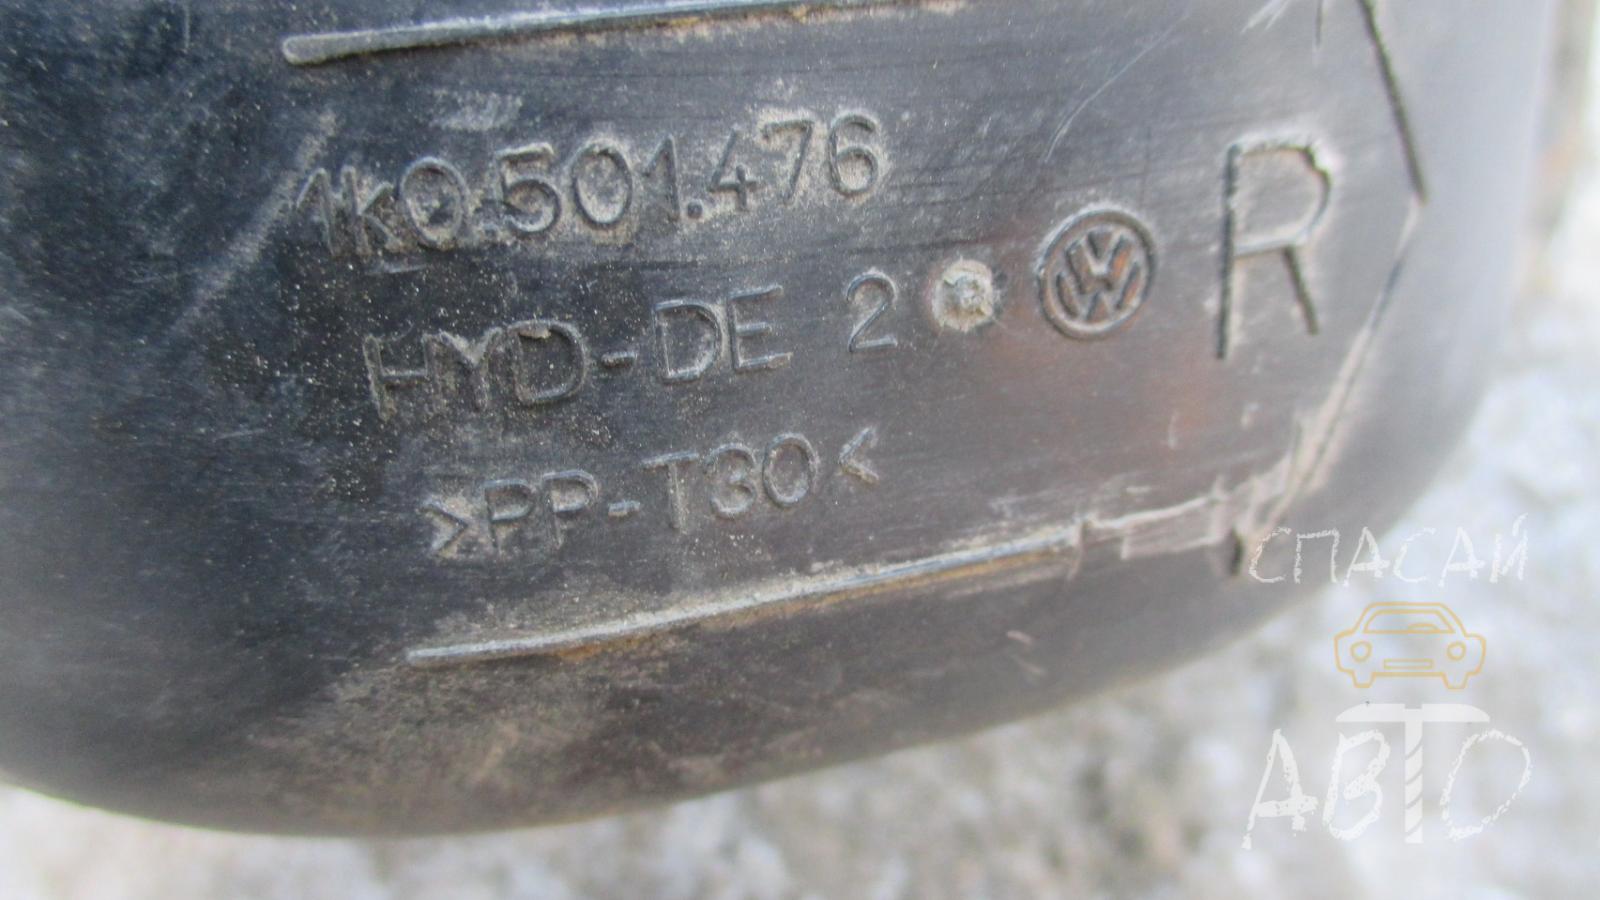 1K0.501.476
HYD-DE 2
R
>PP-T30<
СПАСАЙ
АВТО